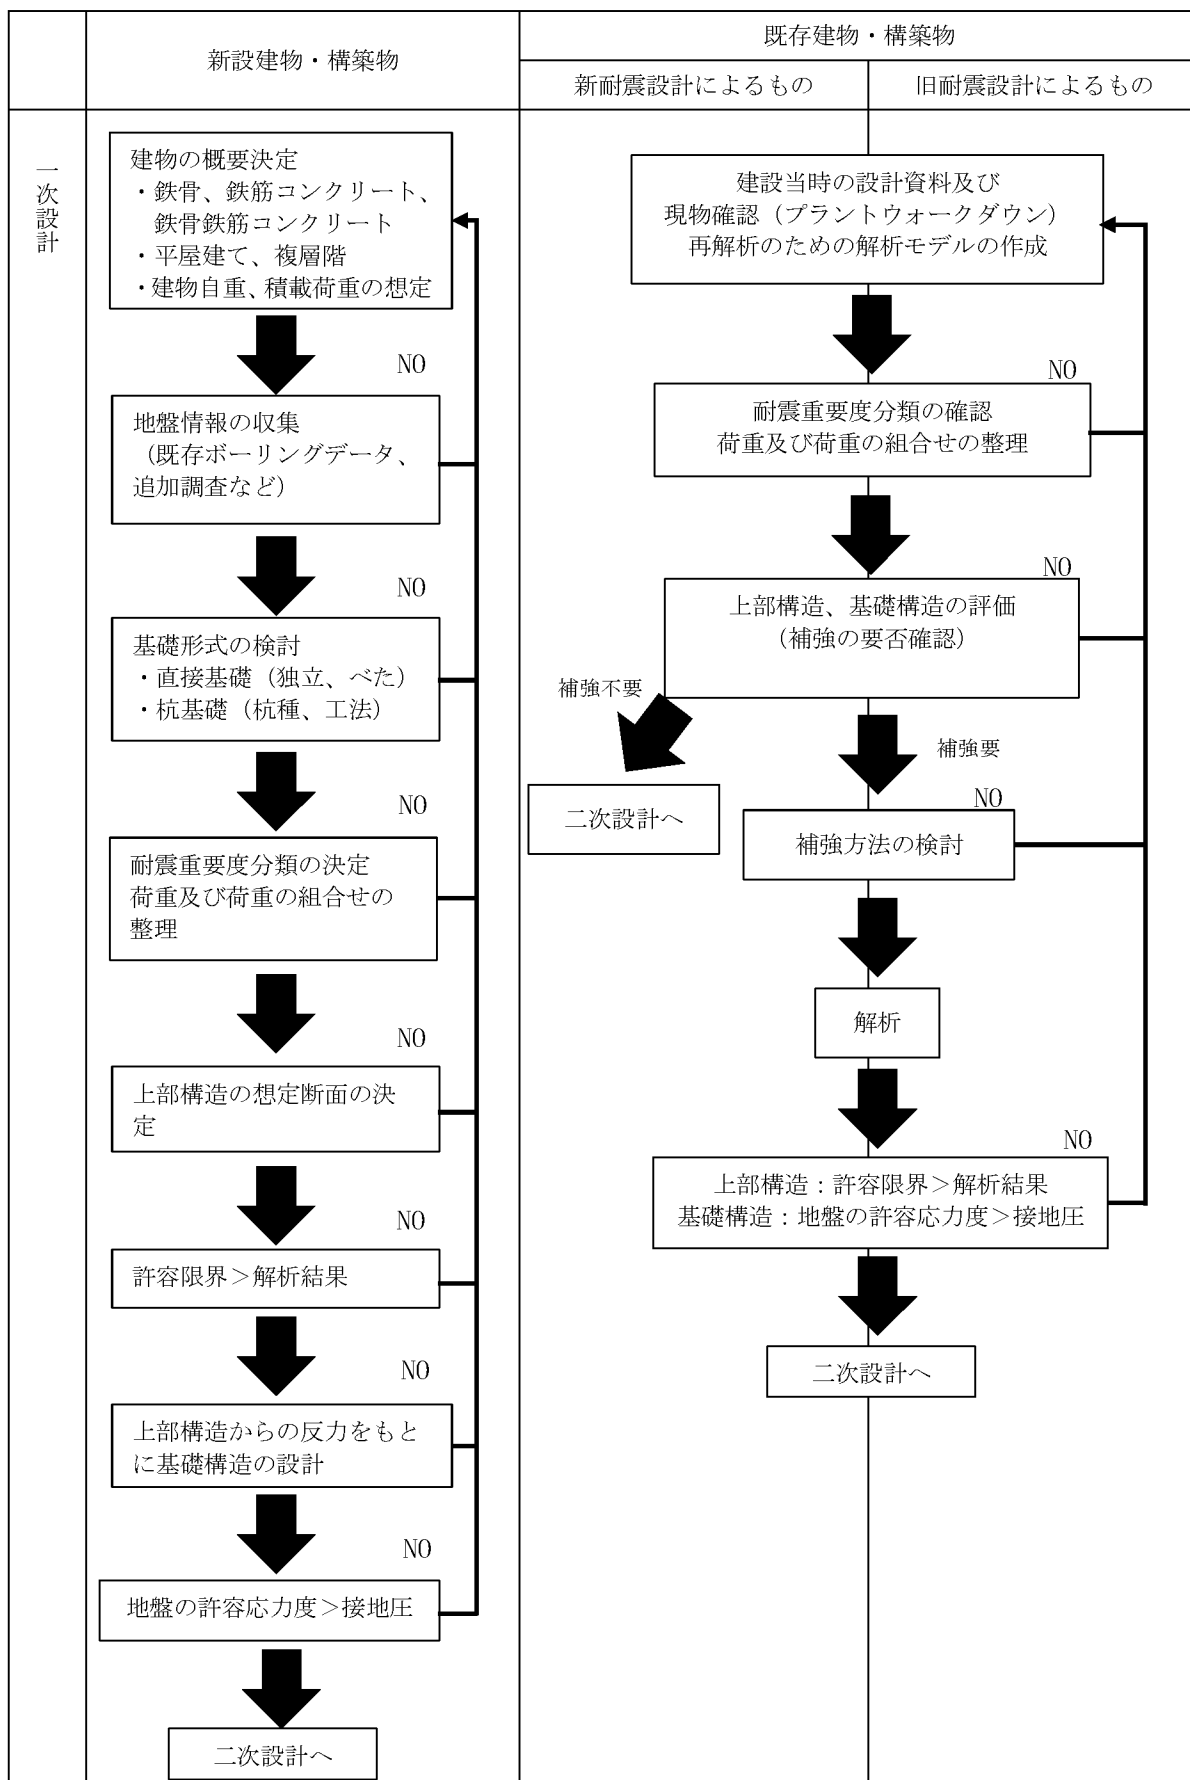 新設建物・構築物
既存建物・構築物
新耐震設計によるもの
旧耐震設計によるもの
一次設計
建物の概要決定
・鉄骨、鉄筋コンクリート、
鉄骨鉄筋コンクリート
・平屋建て、複層階
・建物自重、積載荷重の想定
NO
地盤情報の収集
（既存ボーリングデータ、
追加調査など）
NO
基礎形式の検討
・直接基礎（独立、べた）
・杭基礎（杭種、工法）
NO
耐震重要度分類の決定
荷重及び荷重の組合せの
整理
NO
上部構造の想定断面の決
定
NO
許容限界＞解析結果
NO
上部構造からの反力をもと
に基礎構造の設計
NO
地盤の許容応力度＞接地圧
二次設計へ
建設当時の設計資料及び
現物確認（プラントウォークダウン）
再解析のための解析モデルの作成
NO
耐震重要度分類の確認
荷重及び荷重の組合せの整理
NO
上部構造、基礎構造の評価
（補強の要否確認）
補強不要
二次設計へ
補強要
NO
補強方法の検討
解析
NO
上部構造：許容限界＞解析結果
基礎構造：地盤の許容応力度＞接地圧
二次設計へ